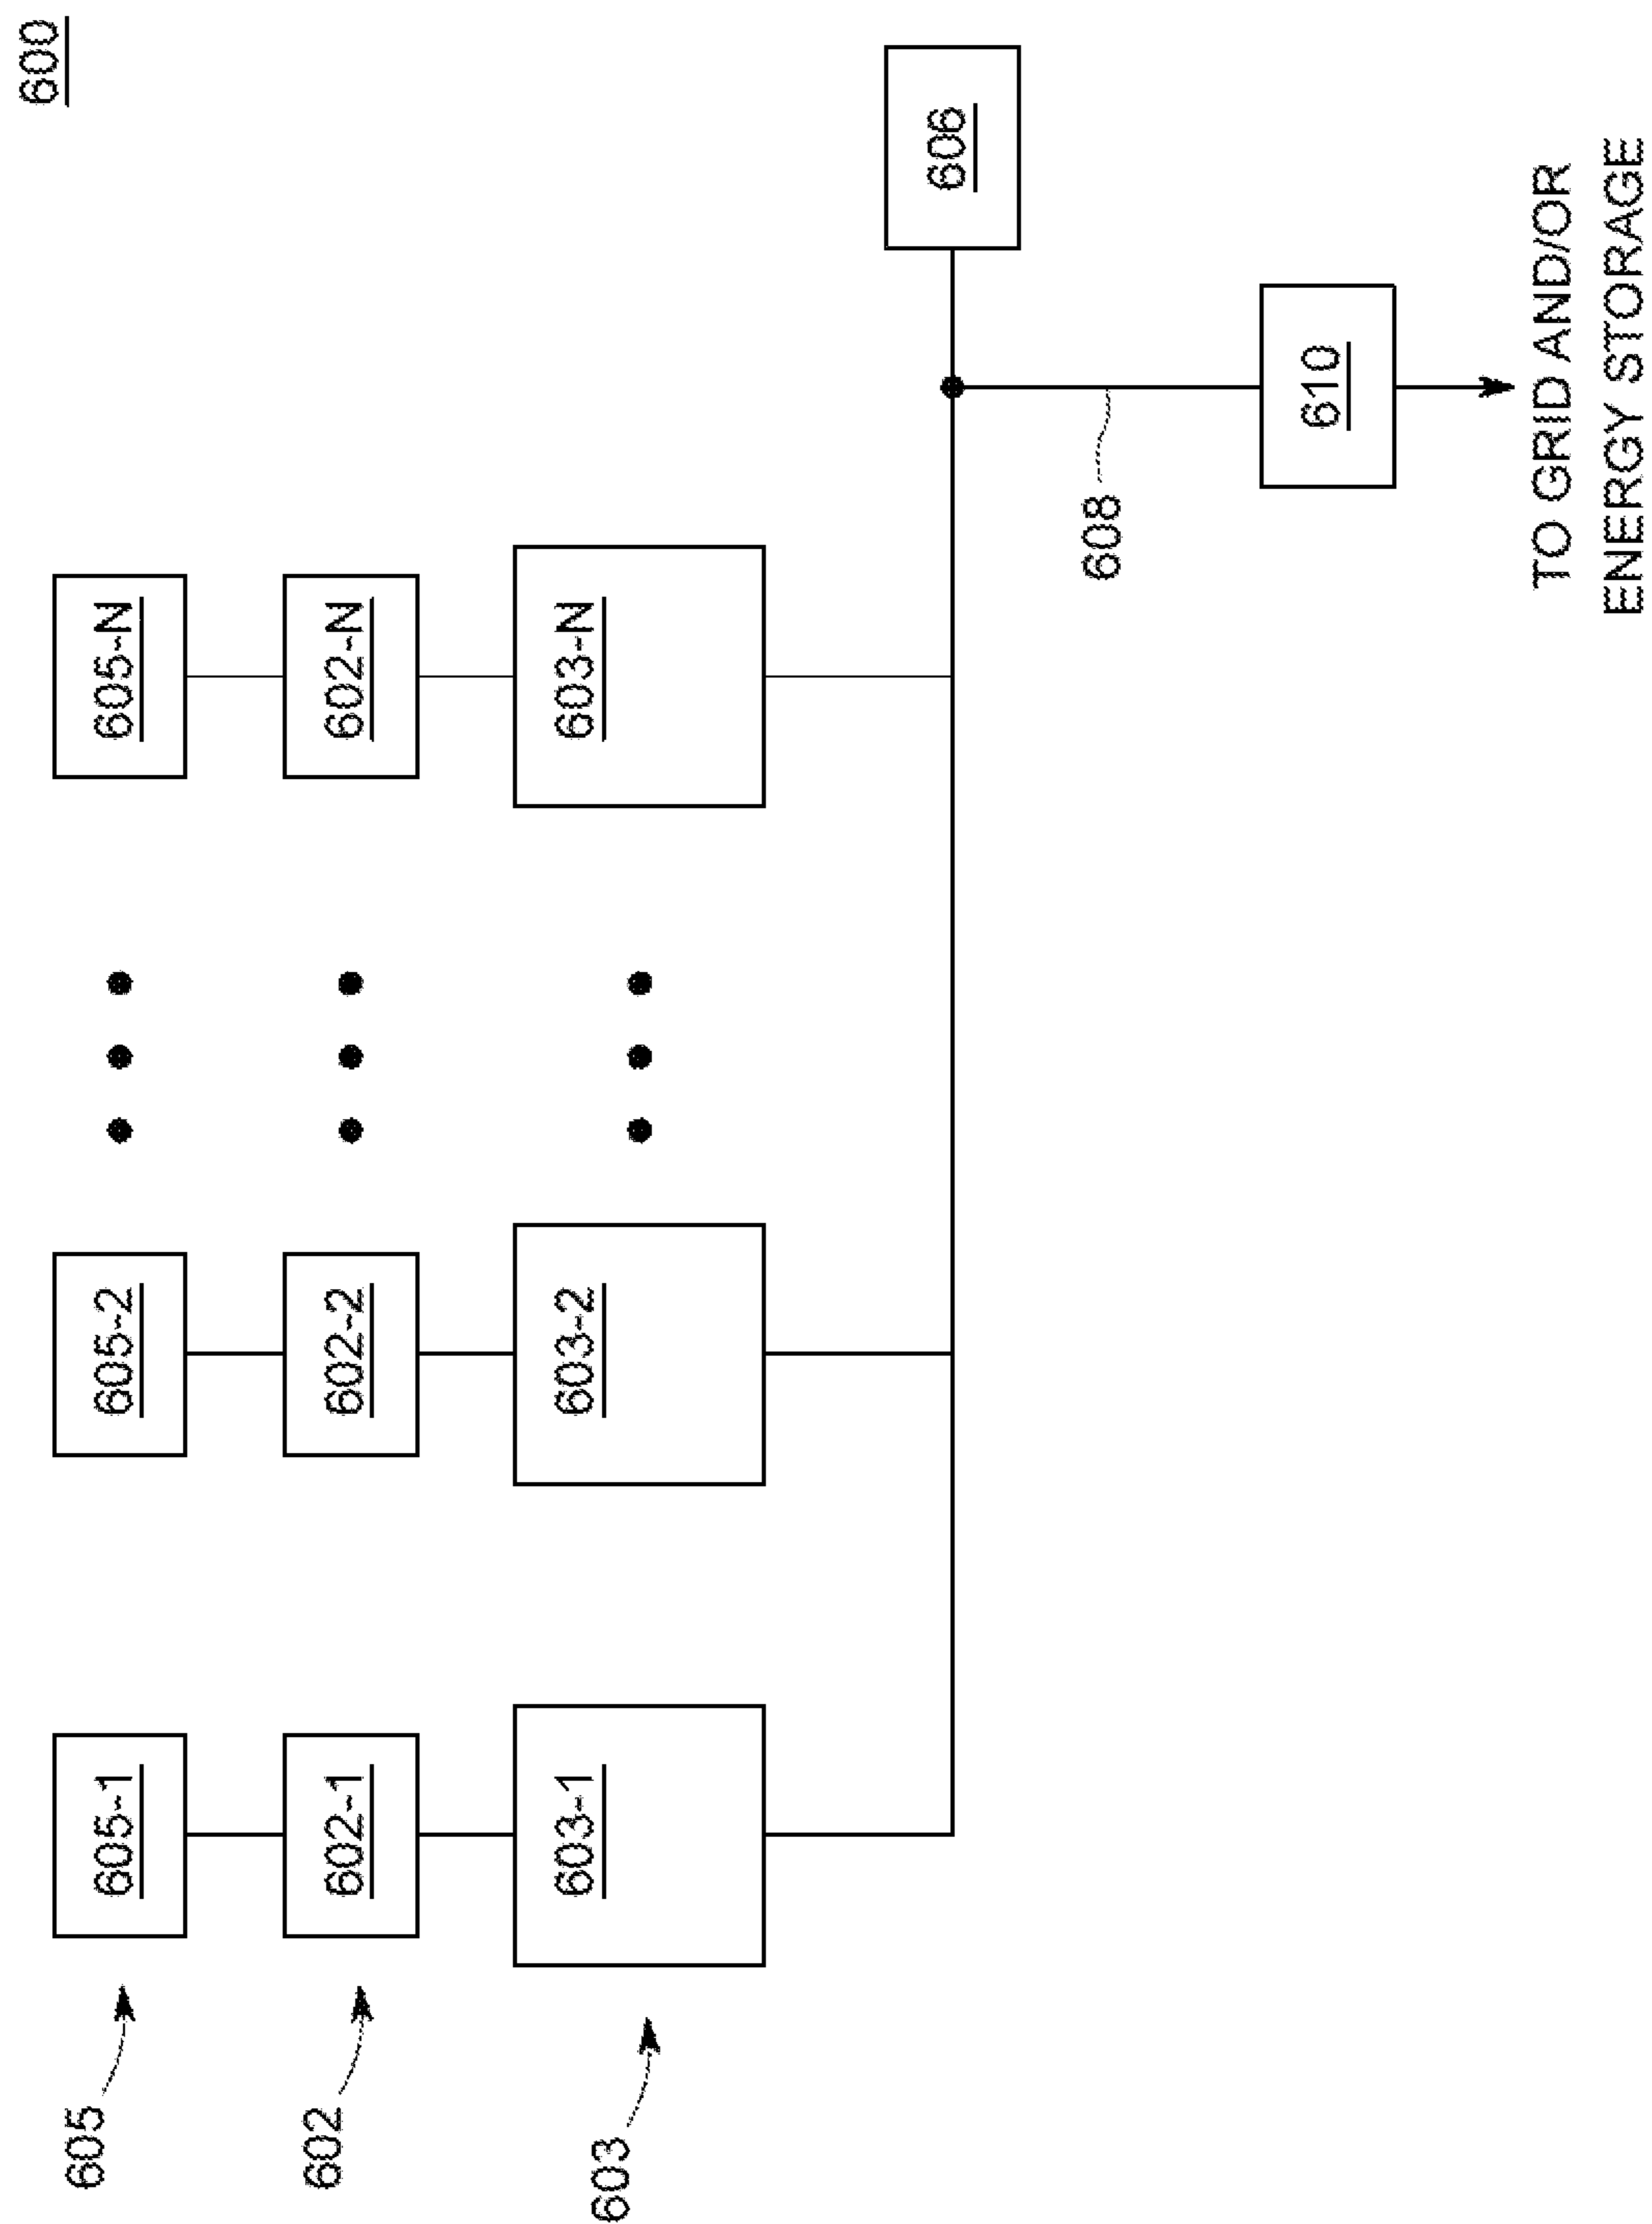 600
605
605-1
605-2
605-N
602
602-1
602-2
602-N
603
603-1
603-2
603-N
606
608
610
TO GRID AND/OR
ENERGY STORAGE